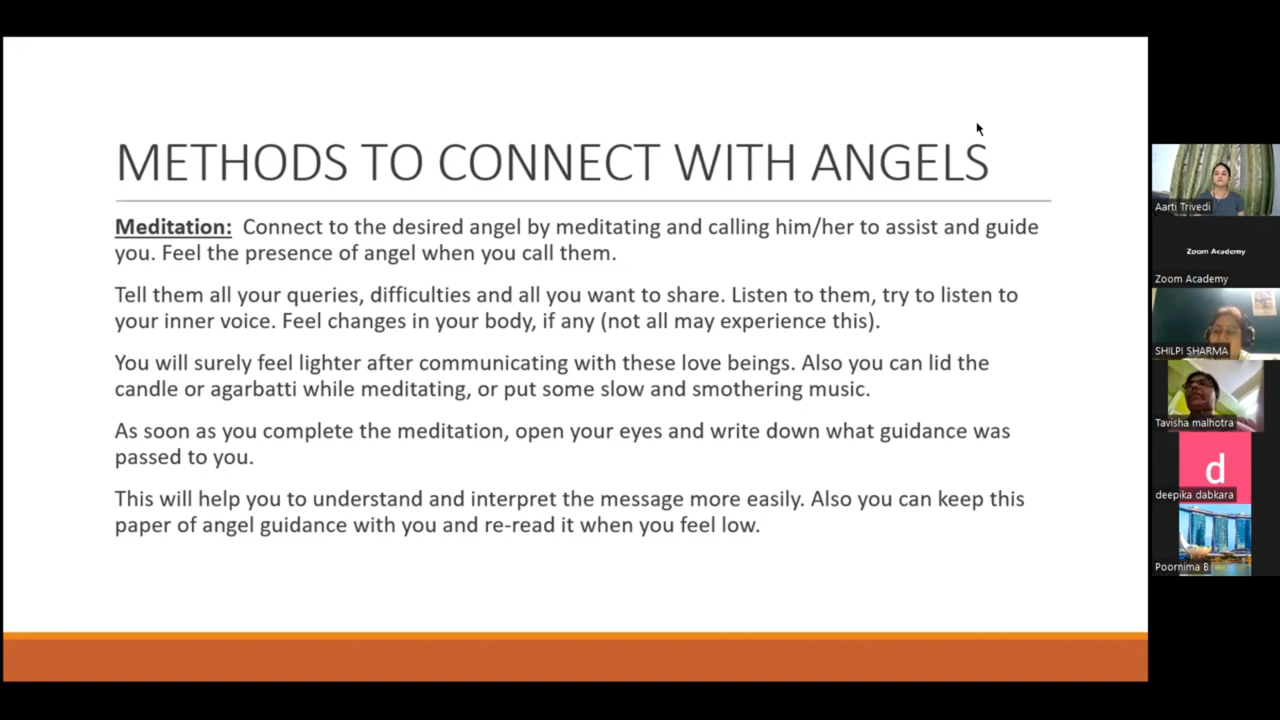 METHODS TO CONNECT WITH ANGELS
Meditation: Connect to the desired angel by meditating and calling him/her to assist and guide
you. Feel the presence of angel when you call them.
Tell them all your queries, difficulties and all you want to share. Listen to them, try to listen to
your inner voice. Feel changes in your body, if any (not all may experience this).
You will surely feel lighter after communicating with these love beings. Also you can lid the
candle or agarbatti while meditating, or put some slow and smothering music.
As soon as you complete the meditation, open your eyes and write down what guidance was
passed to you.
This will help you to understand and interpret the message more easily. Also you can keep this
paper of angel guidance with you and re-read it when you feel low.
Aarti Trivedi
Zoom Academy
Zoom Academy
SHILPI SHARMA
Tavisha malhotra
d
deepika dabkara
Poornima B